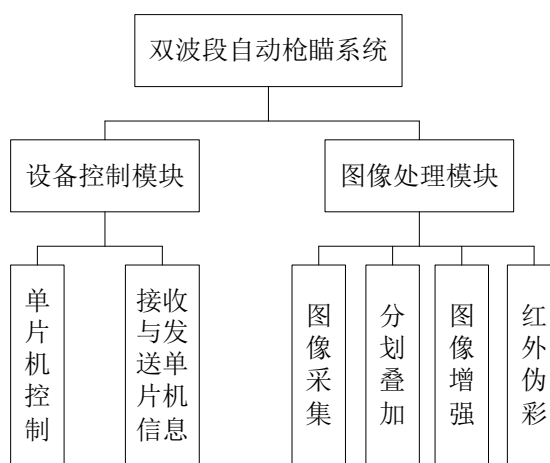 双波段自动枪瞄系统
设备控制模块
图像处理模块
单片机控制
接收
与发
送单
片机
信息
图像采集
分划叠加
图像增强
红外伪彩